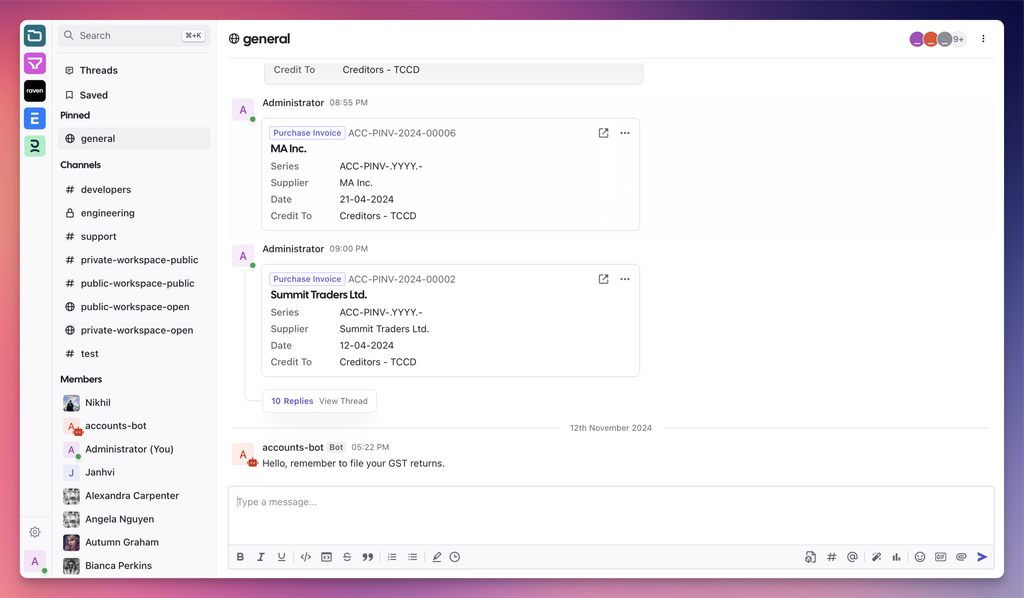 Search ⌘+K
raven
E
Threads
Saved
Pinned
general
Channels
# developers
engineering
# support
# private-workspace-public
# public-workspace-public
public-workspace-open
private-workspace-open
# test
Members
Nikhil
A accounts-bot
A Administrator (You)
J Janhvi
Alexandra Carpenter
Angela Nguyen
Autumn Graham
Bianca Perkins
A
general
9+
Credit To Creditors - TCCD
A
Administrator 08:55 PM
Purchase Invoice ACC-PINV-2024-00006
MA Inc.
Series ACC-PINV-.YYYY.-
Supplier MA Inc.
Date 21-04-2024
Credit To Creditors - TCCD
A
Administrator 09:00 PM
Purchase Invoice ACC-PINV-2024-00002
Summit Traders Ltd.
Series ACC-PINV-.YYYY.-
Supplier Summit Traders Ltd.
Date 12-04-2024
Credit To Creditors - TCCD
10 Replies View Thread
12th November 2024
A
accounts-bot Bot 05:22 PM
Hello, remember to file your GST returns.
Type a message...
B I U S # @ GIF